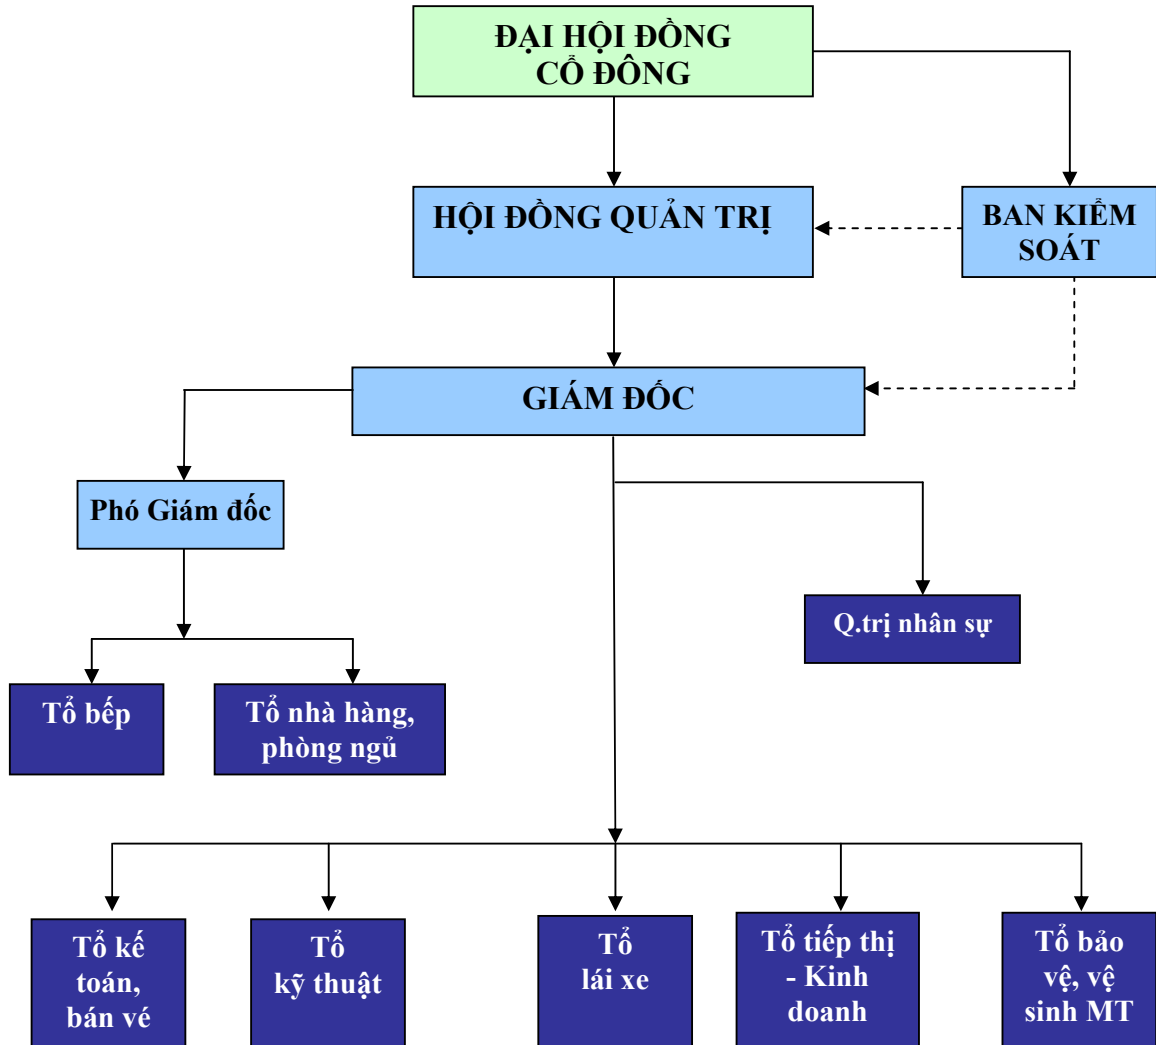 ĐẠI HỘI ĐỒNG
CỔ ĐÔNG
HỘI ĐỒNG QUẢN TRỊ
BAN KIỂM
SOÁT
GIÁM ĐỐC
Phó Giám đốc
Q.trị nhân sự
Tổ bếp
Tổ nhà hàng,
phòng ngủ
Tổ kế
toán,
bán vé
Tổ
kỹ thuật
Tổ
lái xe
Tổ tiếp thị
- Kinh
doanh
Tổ bảo
vệ, vệ
sinh MT